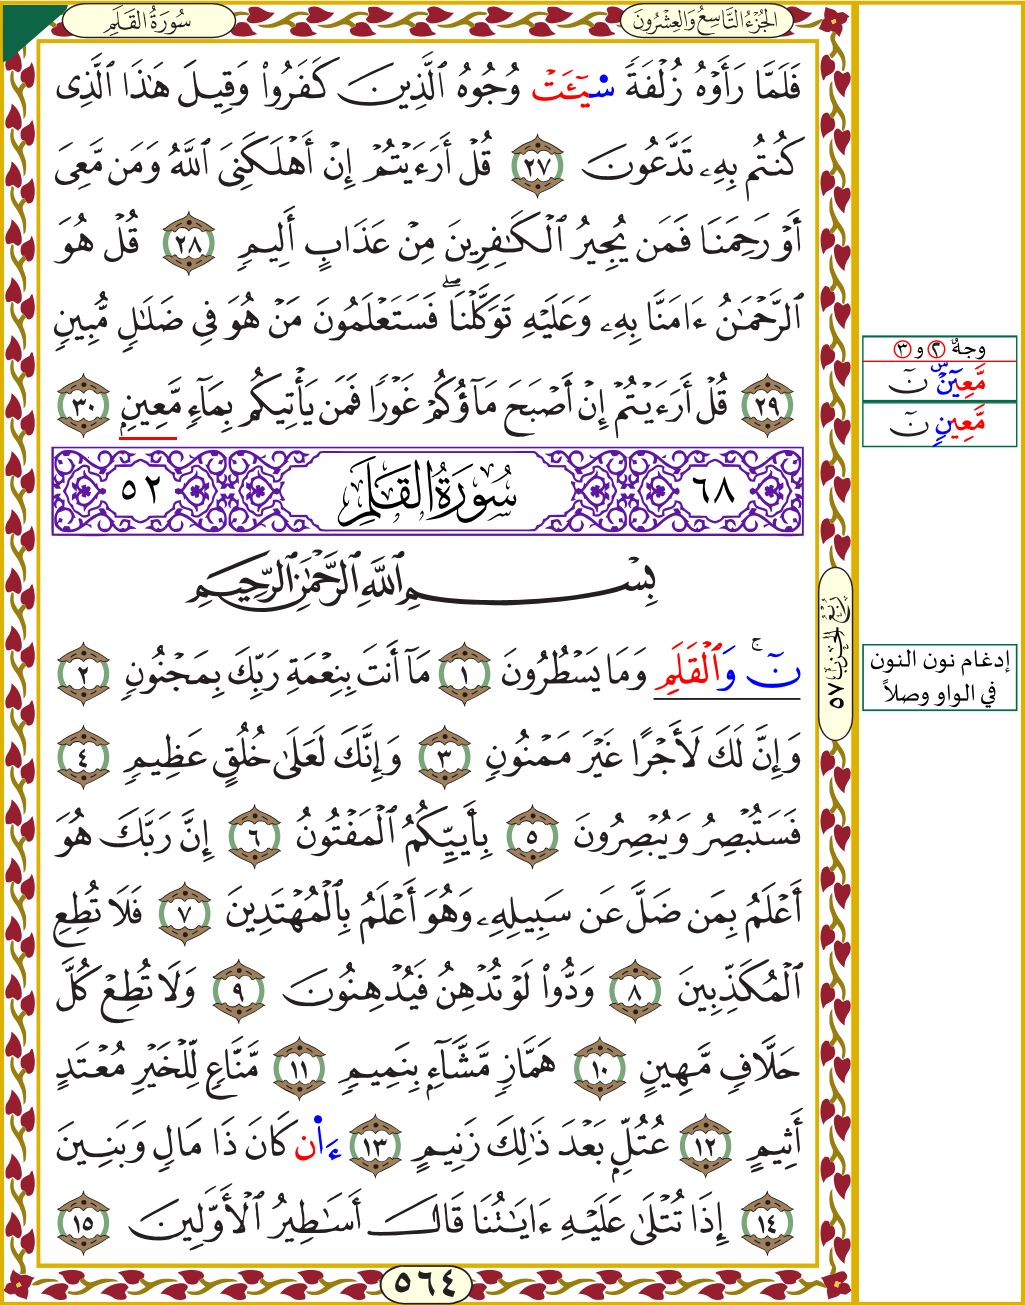 سُورَةُ القَلَمِ
الجُزْءُ التَّاسِعُ وَالعِشْرُونَ
فَلَمَّا رَأَوْهُ زُلْفَةً سِيٓـَٔتْ وُجُوهُ ٱلَّذِينَ كَفَرُواْ وَقِيلَ هَٰذَا ٱلَّذِى
كُنتُم بِهِۦ تَدَّعُونَ ٢٧ قُلْ أَرَءَيْتُمْ إِنْ أَهْلَكَنِىَ ٱللَّهُ وَمَن مَّعِىَ
أَوْ رَحِمَنَا فَمَن يُجِيرُ ٱلْكَٰفِرِينَ مِنْ عَذَابٍ أَلِيمٍ ٢٨ قُلْ هُوَ
ٱلرَّحْمَٰنُ ءَامَنَّا بِهِۦ وَعَلَيْهِ تَوَكَّلْنَا ۖ فَسَتَعْلَمُونَ مَنْ هُوَ فِى ضَلَٰلٍ مُّبِينٍ
٢٩ قُلْ أَرَءَيْتُمْ إِنْ أَصْبَحَ مَآؤُكُمْ غَوْرًا فَمَن يَأْتِيكُم بِمَآءٍ مَّعِينٍ ٣٠
وجهٌ ٢ و ٣
مَّعِينٍ نٓ
مَّعِينٍ نٓ
٦٨ سُورَةُ القَلَمِ ٥٢
بِسْمِ ٱللَّهِ ٱلرَّحْمَٰنِ ٱلرَّحِيمِ
نٓ ۚ وَٱلْقَلَمِ وَمَا يَسْطُرُونَ ١ مَآ أَنتَ بِنِعْمَةِ رَبِّكَ بِمَجْنُونٍ ٢
إدغام نون النون
في الواو وصلاً
وَإِنَّ لَكَ لَأَجْرًا غَيْرَ مَمْنُونٍ ٣ وَإِنَّكَ لَعَلَىٰ خُلُقٍ عَظِيمٍ ٤
فَسَتُبْصِرُ وَيُبْصِرُونَ ٥ بِأَييِّكُمُ ٱلْمَفْتُونُ ٦ إِنَّ رَبَّكَ هُوَ
أَعْلَمُ بِمَن ضَلَّ عَن سَبِيلِهِۦ وَهُوَ أَعْلَمُ بِٱلْمُهْتَدِينَ ٧ فَلَا تُطِعِ
ٱلْمُكَذِّبِينَ ٨ وَدُّواْ لَوْ تُدْهِنُ فَيُدْهِنُونَ ٩ وَلَا تُطِعْ كُلَّ
حَلَّافٍ مَّهِينٍ ١٠ هَمَّازٍ مَّشَّآءٍ بِنَمِيمٍ ١١ مَّنَّاعٍ لِّلْخَيْرِ مُعْتَدٍ
أَثِيمٍ ١٢ عُتُلٍّ بَعْدَ ذَٰلِكَ زَنِيمٍ ١٣ ءَاْن كَانَ ذَا مَالٍ وَبَنِينَ
١٤ إِذَا تُتْلَىٰ عَلَيْهِ ءَايَٰتُنَا قَالَ أَسَٰطِيرُ ٱلْأَوَّلِينَ ١٥
رُبْعُ الحِزْبِ ٥٧
٥٦٤